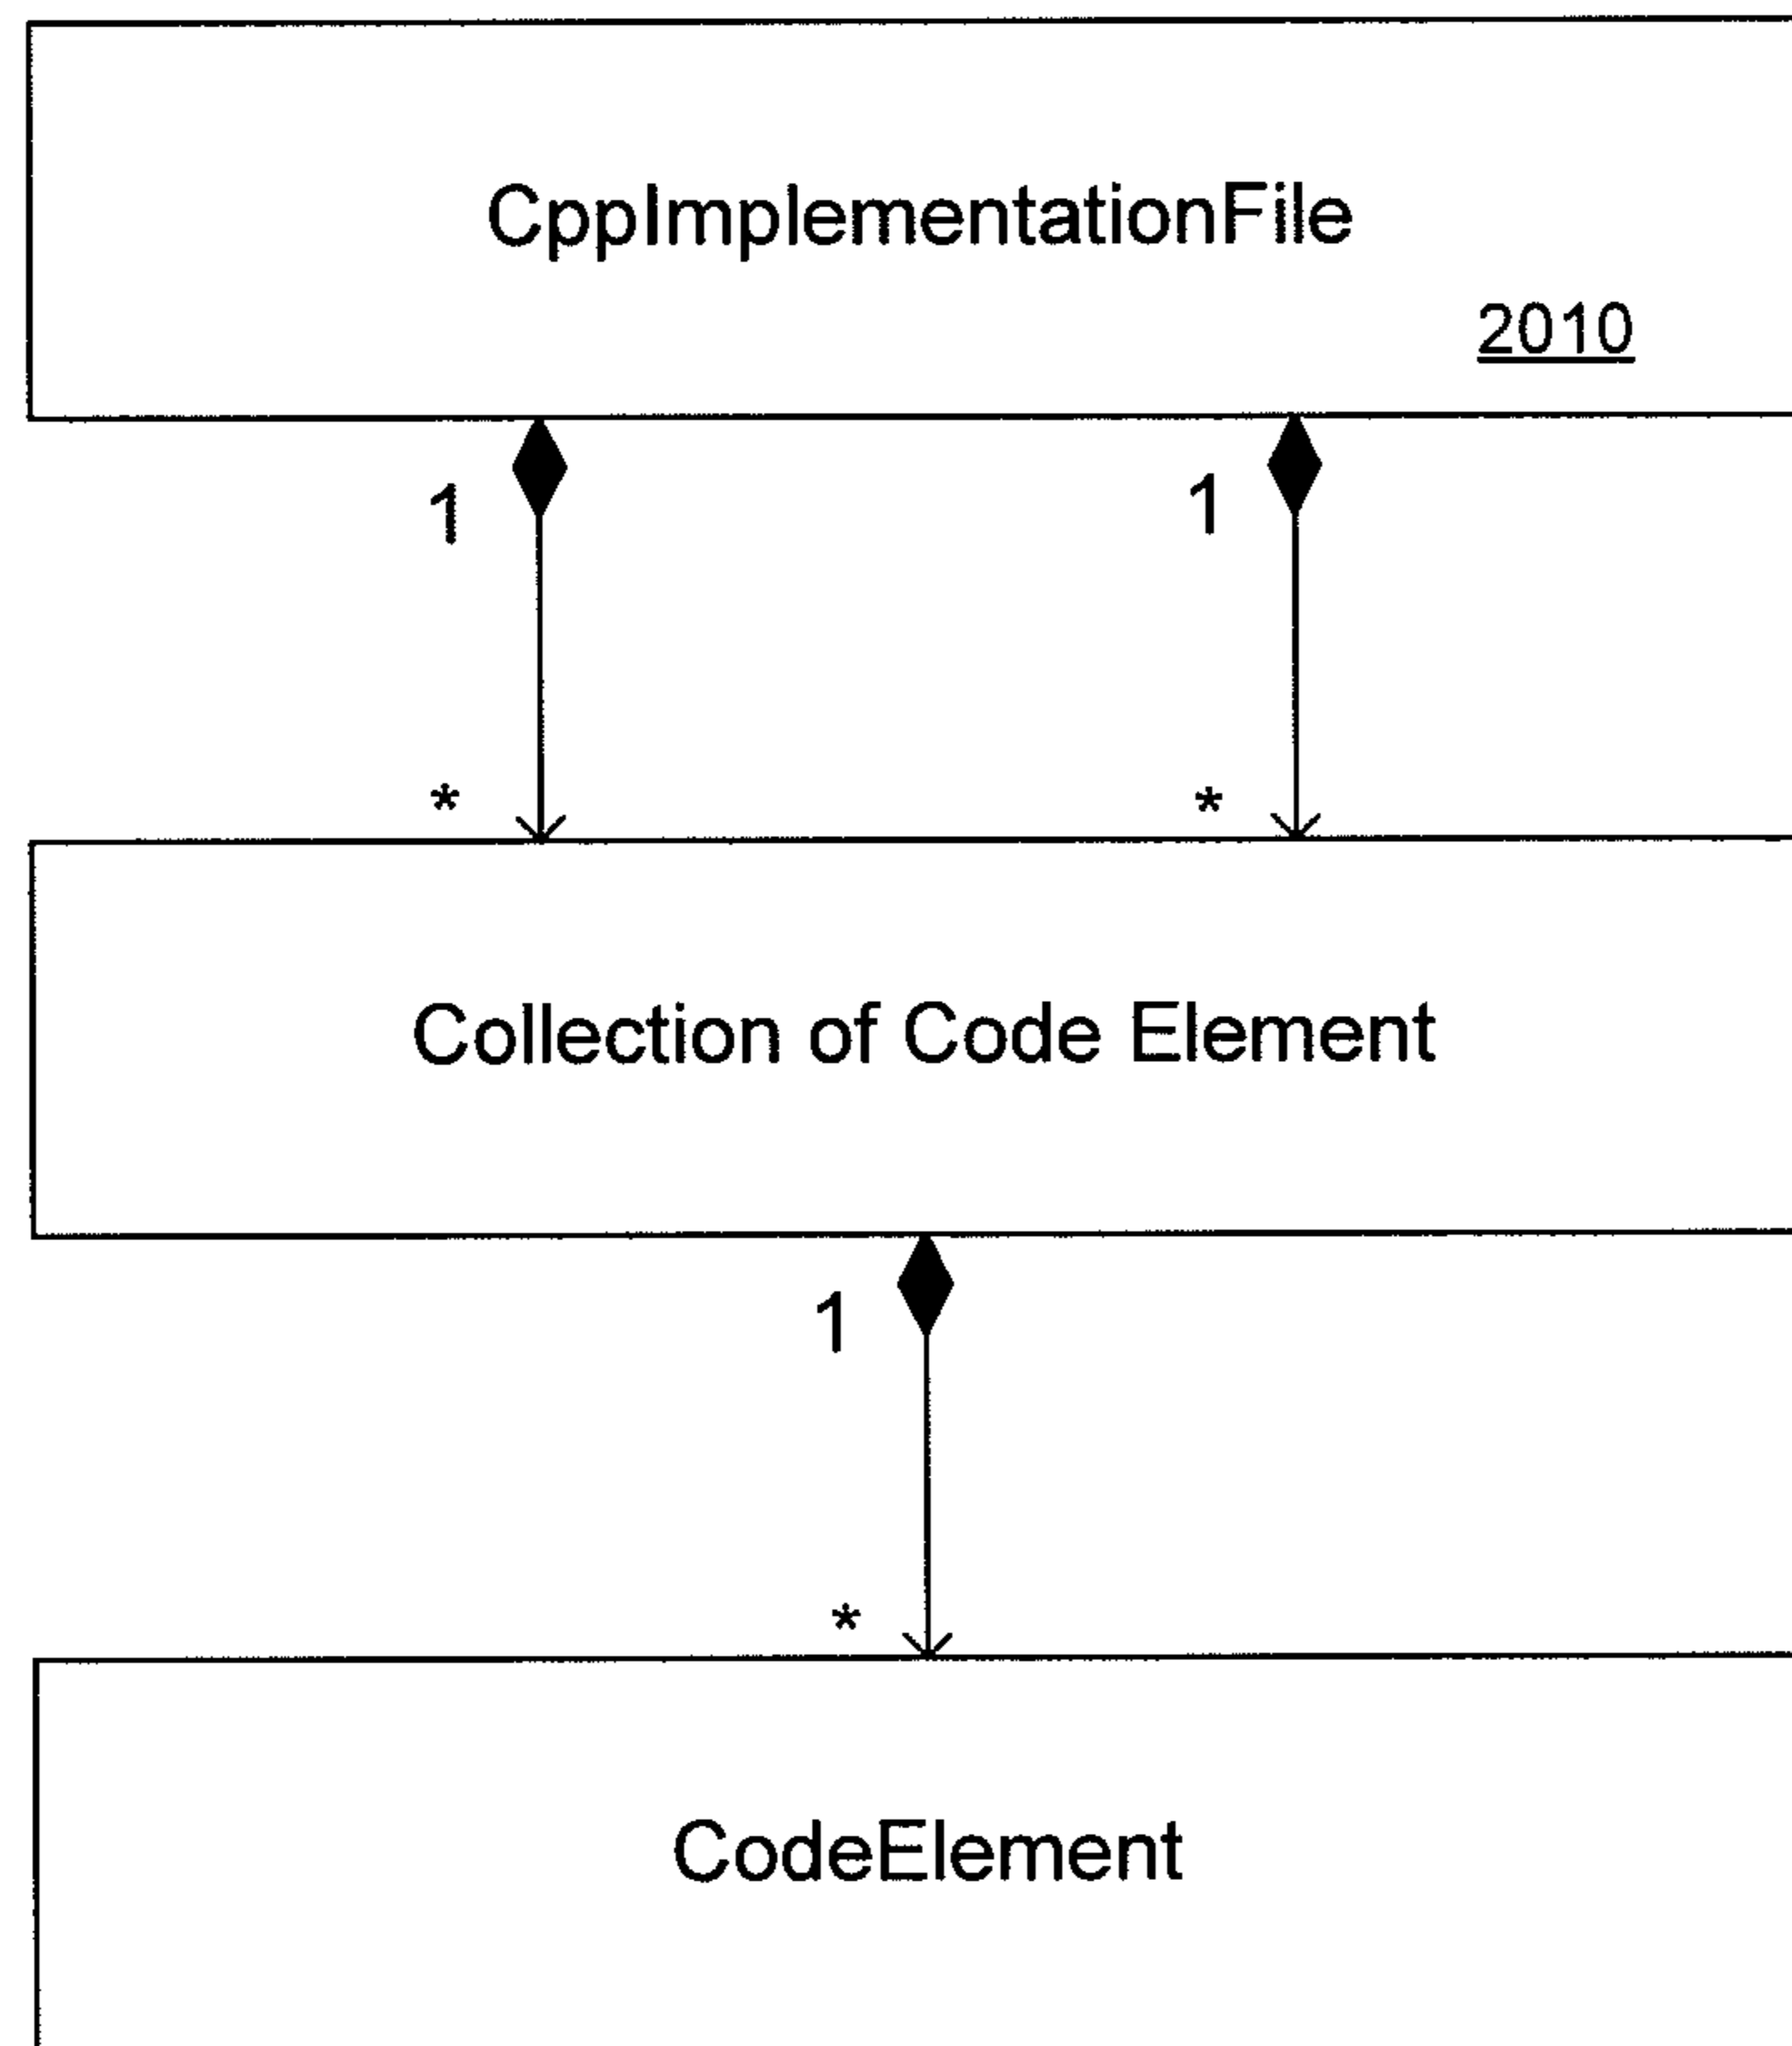 CppImplementationFile
2010
1
1
*
*
Collection of Code Element
1
*
CodeElement